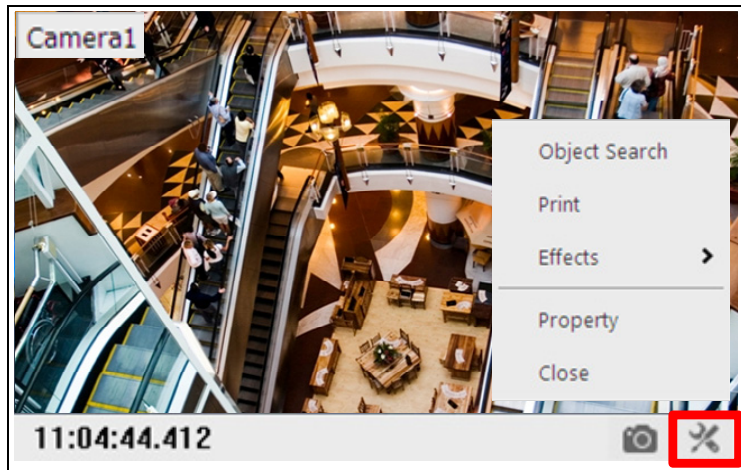 Camera1
Object Search
Print
Effects
Property
Close
11:04:44.412